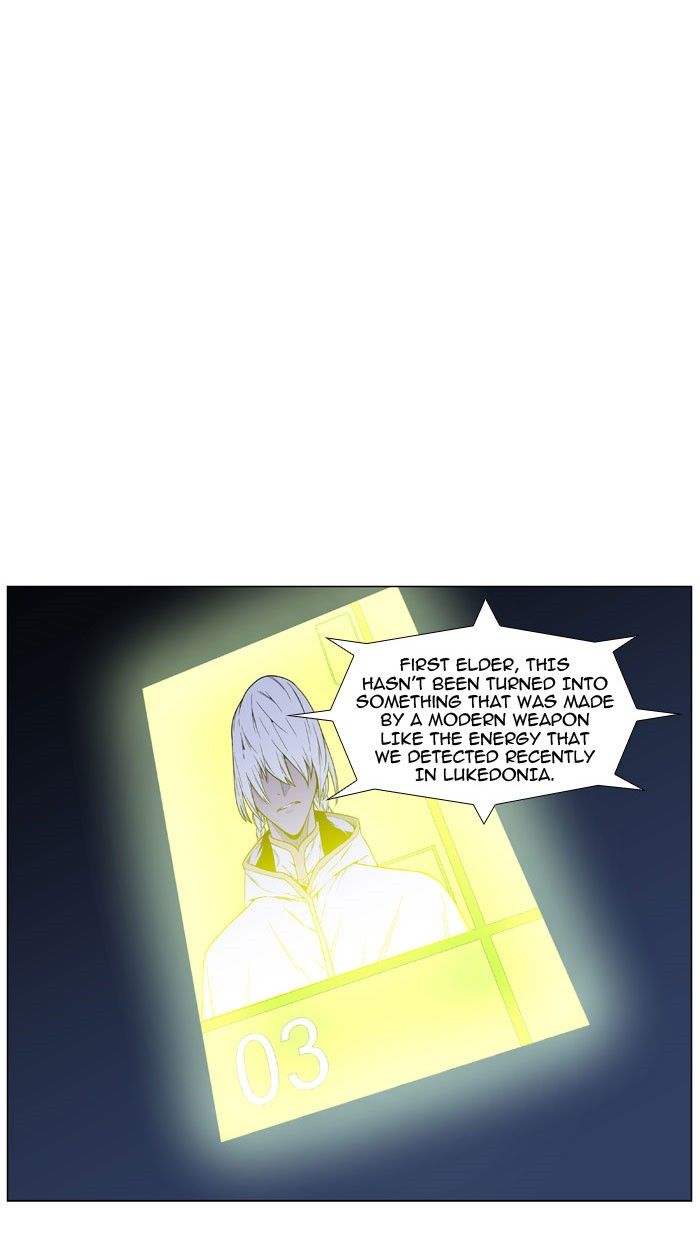 FIRST ELDER, THIS
HASN'T BEEN TURNED INTO
SOMETHING THAT WAS MADE
BY A MODERN WEAPON
LIKE THE ENERGY THAT
WE DETECTED RECENTLY
IN LUKEDONIA.
03